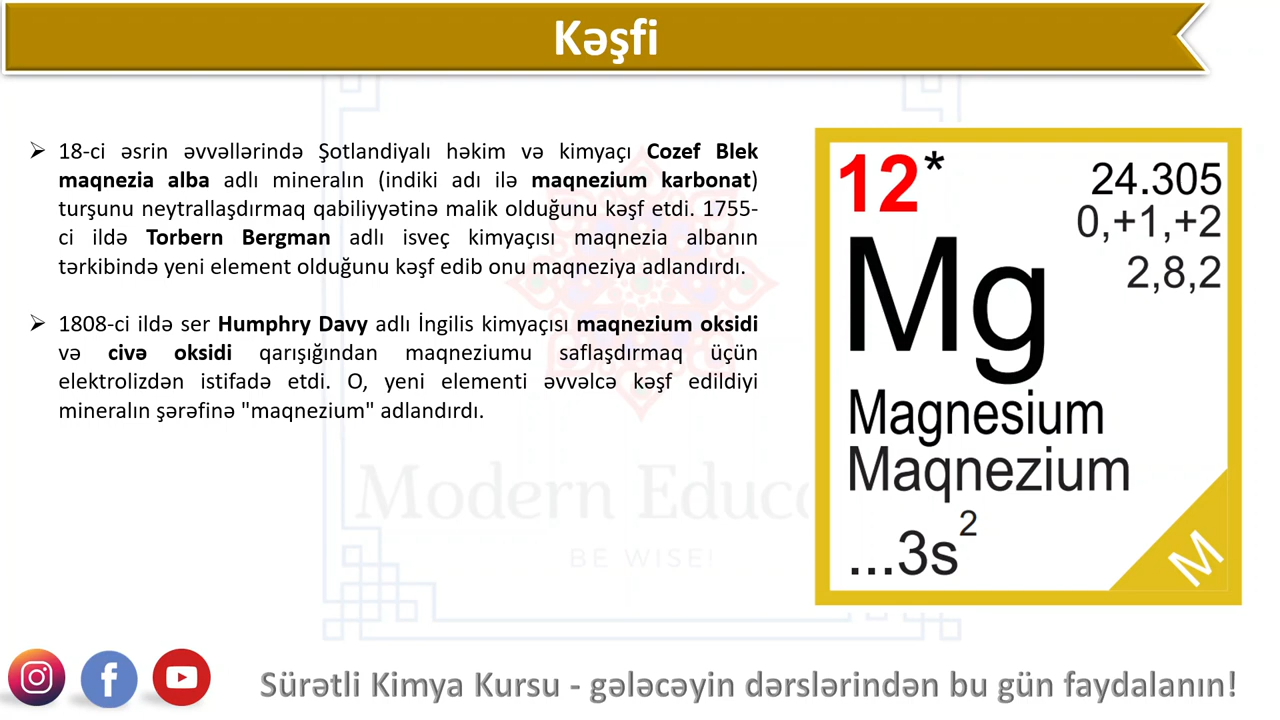 Kəşfi
18-ci əsrin əvvəllərində Şotlandiyalı həkim və kimyaçı Cozef Blek
maqnezia alba adlı mineralın (indiki adı ilə maqnezium karbonat)
turşunu neytrallaşdırmaq qabiliyyətinə malik olduğunu kəşf etdi. 1755-
ci ildə Torbern Bergman adlı isveç kimyaçısı maqnezia albanın
tərkibində yeni element olduğunu kəşf edib onu maqneziya adlandırdı.
1808-ci ildə ser Humphry Davy adlı İngilis kimyaçısı maqnezium oksidi
və civə oksidi qarışığından maqneziumu saflaşdırmaq üçün
elektrolizdən istifadə etdi. O, yeni elementi əvvəlcə kəşf edildiyi
mineralın şərəfinə "maqnezium" adlandırdı.
12*
24.305
0,+1,+2
2,8,2
Mg
Magnesium
Maqnezium
...3s²
M
Modern Educa
BE WISE!
Sürətli Kimya Kursu - gələcəyin dərslərindən bu gün faydalanın!